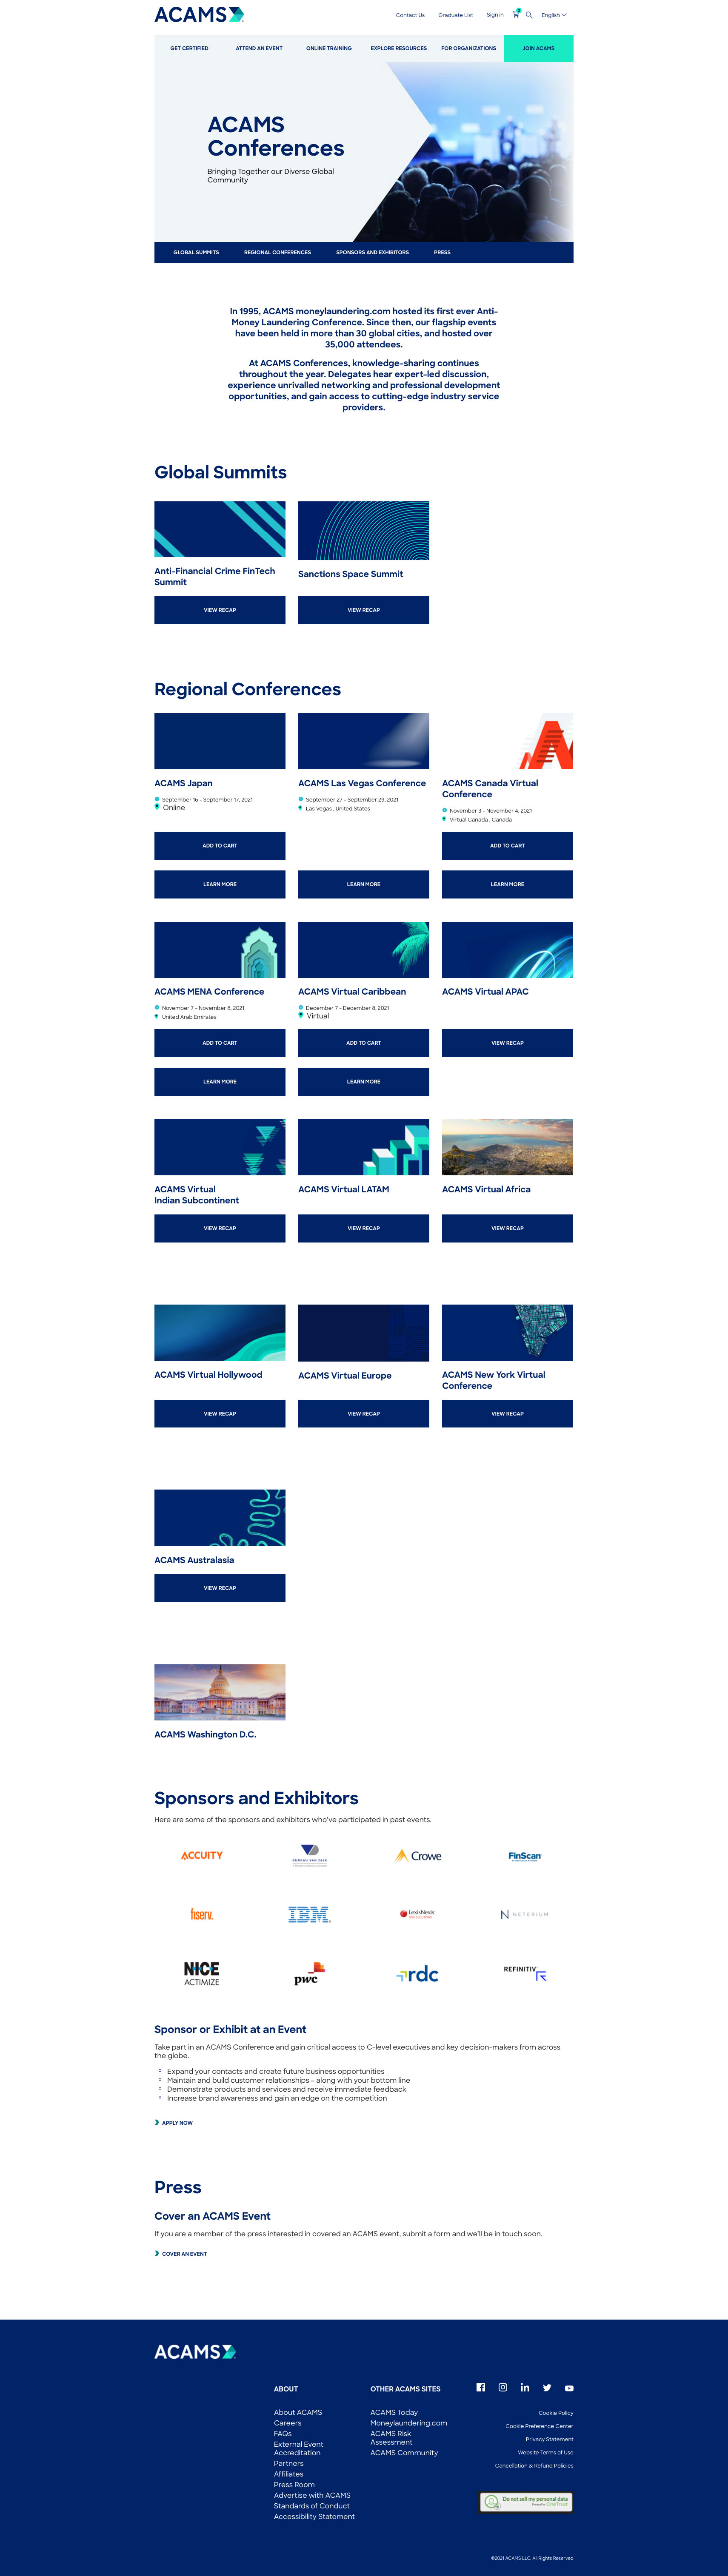 ACAMS
Contact Us
Graduate List
Sign in
English
GET CERTIFIED
ATTEND AN EVENT
ONLINE TRAINING
EXPLORE RESOURCES
FOR ORGANIZATIONS
JOIN ACAMS
ACAMS
Conferences
Bringing Together our Diverse Global
Community
GLOBAL SUMMITS
REGIONAL CONFERENCES
SPONSORS AND EXHIBITORS
PRESS
In 1995, ACAMS moneylaundering.com hosted its first ever Anti-
Money Laundering Conference. Since then, our flagship events
have been held in more than 30 global cities, and hosted over
35,000 attendees.
At ACAMS Conferences, knowledge-sharing continues
throughout the year. Delegates hear expert-led discussion,
experience unrivalled networking and professional development
opportunities, and gain access to cutting-edge industry service
providers.
Global Summits
Anti-Financial Crime FinTech
Summit
VIEW RECAP
Sanctions Space Summit
VIEW RECAP
Regional Conferences
ACAMS Japan
September 16 - September 17, 2021
Online
ADD TO CART
LEARN MORE
ACAMS Las Vegas Conference
September 27 - September 29, 2021
Las Vegas , United States
LEARN MORE
ACAMS Canada Virtual
Conference
November 3 - November 4, 2021
Virtual Canada , Canada
ADD TO CART
LEARN MORE
ACAMS MENA Conference
November 7 - November 8, 2021
United Arab Emirates
ADD TO CART
LEARN MORE
ACAMS Virtual Caribbean
December 7 - December 8, 2021
Virtual
ADD TO CART
LEARN MORE
ACAMS Virtual APAC
VIEW RECAP
ACAMS Virtual
Indian Subcontinent
VIEW RECAP
ACAMS Virtual LATAM
VIEW RECAP
ACAMS Virtual Africa
VIEW RECAP
ACAMS Virtual Hollywood
VIEW RECAP
ACAMS Virtual Europe
VIEW RECAP
ACAMS New York Virtual
Conference
VIEW RECAP
ACAMS Australasia
VIEW RECAP
ACAMS Washington D.C.
Sponsors and Exhibitors
Here are some of the sponsors and exhibitors who've participated in past events.
ACCUITY
BUREAU VAN DIJK
Crowe
FinScan
fiserv.
IBM
LexisNexis
RISK SOLUTIONS
NETERIUM
NICE
ACTIMIZE
pwc
rdc
REFINITIV
Sponsor or Exhibit at an Event
Take part in an ACAMS Conference and gain critical access to C-level executives and key decision-makers from across
the globe.
Expand your contacts and create future business opportunities
Maintain and build customer relationships – along with your bottom line
Demonstrate products and services and receive immediate feedback
Increase brand awareness and gain an edge on the competition
APPLY NOW
Press
Cover an ACAMS Event
If you are a member of the press interested in covered an ACAMS event, submit a form and we'll be in touch soon.
COVER AN EVENT
ACAMS
ABOUT
About ACAMS
Careers
FAQs
External Event
Accreditation
Partners
Affiliates
Press Room
Advertise with ACAMS
Standards of Conduct
Accessibility Statement
OTHER ACAMS SITES
ACAMS Today
Moneylaundering.com
ACAMS Risk
Assessment
ACAMS Community
Cookie Policy
Cookie Preference Center
Privacy Statement
Website Terms of Use
Cancellation & Refund Policies
Do not sell my personal data
Powered by OneTrust
©2021 ACAMS LLC. All Rights Reserved